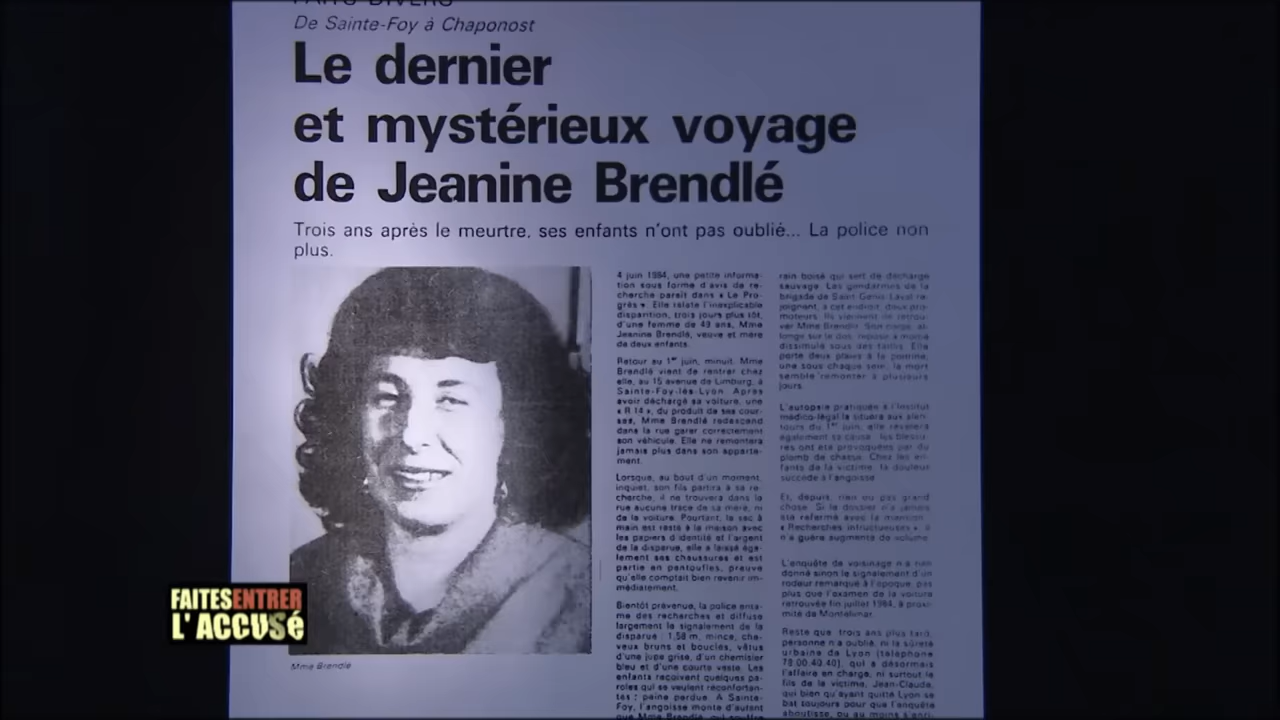 FAITS DIVERS
De Sainte-Foy à Chaponost
Le dernier
et mystérieux voyage
de Jeanine Brendlé
Trois ans après le meurtre, ses enfants n'ont pas oublié... La police non
plus.
4 juin 1984, une petite informa-
tion sous forme d'avis de re-
cherche paraît dans « Le Pro-
grès ». Elle relate l'inexplicable
disparition, trois jours plus tôt,
d'une femme de 49 ans, Mme
Jeanine Brendlé, veuve et mère
de deux enfants.
Retour au 1er juin, minuit. Mme
Brendlé vient de rentrer chez
elle, au 15 avenue de Limburg, à
Sainte-Foy-lès-Lyon. Après
avoir déchargé sa voiture, une
« R 14 », du produit de ses cour-
ses, Mme Brendlé redescend
dans la rue garer correctement
son véhicule. Elle ne remontera
jamais plus dans son apparte-
ment.
Lorsque, au bout d'un moment,
inquiet, son fils partira à sa re-
cherche, il ne trouvera dans la
rue aucune trace de sa mère, ni
de la voiture. Pourtant, le sac à
main est resté à la maison avec
les papiers d'identité et l'argent
de la disparue, elle a laissé éga-
lement ses chaussures et est
partie en pantoufles, preuve
qu'elle comptait bien revenir im-
médiatement.
Bientôt prévenue, la police enta-
me des recherches et diffuse
largement le signalement de la
disparue : 1,58 m, mince, che-
veux bruns et bouclés, vêtus
d'une jupe grise, d'un chemisier
bleu et d'une courte veste. Les
enfants reçoivent quelques pa-
roles qui se veulent réconfortan-
tes ; peine perdue. A Sainte-
Foy, l'angoisse monte d'autant
que Mme Brendlé, qui souffre
rain boisé qui sert de décharge
sauvage. Les gendarmes de la
brigade de Saint Genis Laval re-
joignent, à cet endroit, deux pro-
moteurs. Ils viennent de retrou-
ver Mme Brendlé. Son corps, al-
longé sur le dos, repose à moitié
dissimulé sous des taillis. Elle
porte deux plaies à la poitrine,
une sous chaque sein, la mort
semble remonter à plusieurs
jours.
L'autopsie pratiquée à l'Institut
médico-légal la situera aux alen-
tours du 1er juin, elle révélera
également sa cause : les blessu-
res ont été provoquées par du
plomb de chasse. Chez les en-
fants de la victime, la douleur
succède à l'angoisse.
Et, depuis, rien ou pas grand
chose. Si le dossier n'a jamais
été refermé avec la mention
« Recherches infructueuses », il
n'a guère augmenté de volume.
L'enquête de voisinage n'a rien
donné sinon le signalement d'un
rodeur remarqué à l'époque, pas
plus que l'examen de la voiture
retrouvée fin juillet 1984, à proxi-
mité de Montélimar.
Reste que, trois ans plus tard,
personne n'a oublié, ni la sûreté
urbaine de Lyon (téléphone
78.00.40.40), qui a désormais
l'affaire en charge, ni surtout le
fils de la victime, Jean-Claude,
qui bien qu'ayant quitté Lyon se
bat toujours pour que l'enquête
aboutisse, ou au moins
Mme Brendlé
FAITES ENTRER
L'ACCUSÉ